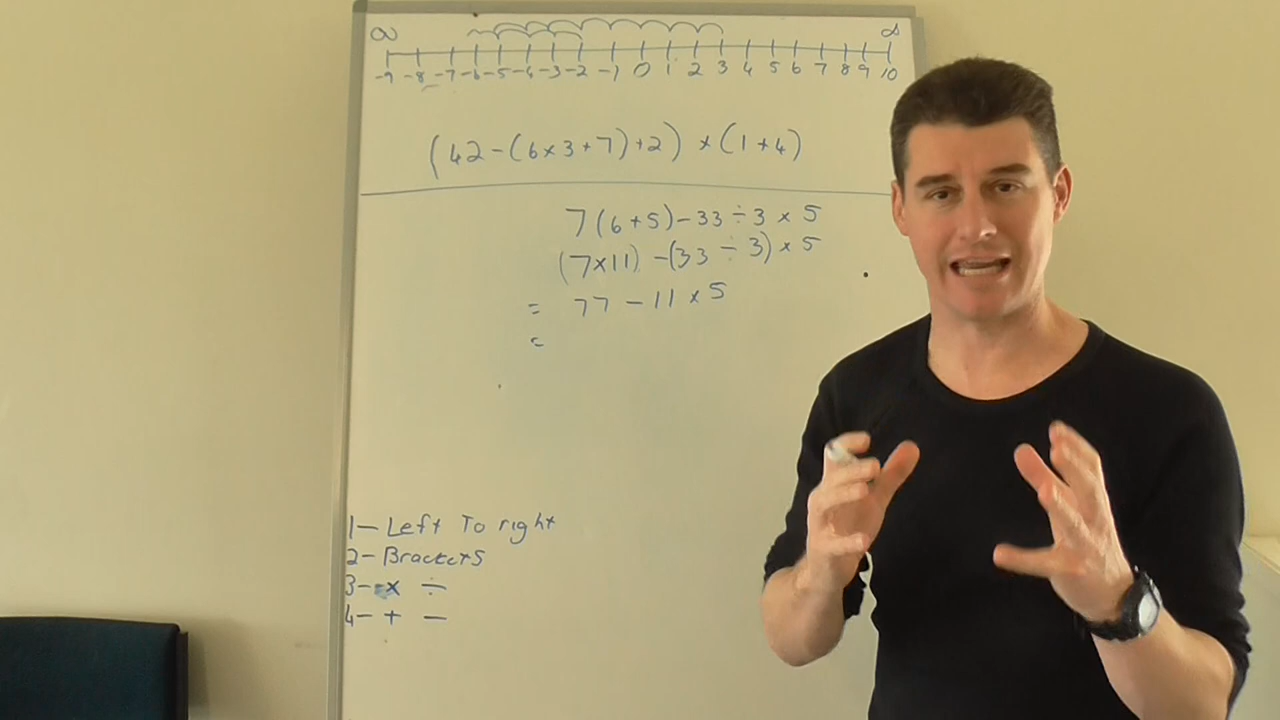 ∞ ∞
-9 -8 -7 -6 -5 -4 -3 -2 -1 0 1 2 3 4 5 6 7 8 9 10
(42-(6×3+7)+2) ×(1+4)
7(6+5)-33÷3×5
(7×11) -(33÷3)×5
= 77-11×5
=
1- Left To right
2- Brackets
3- × ÷
4- + -